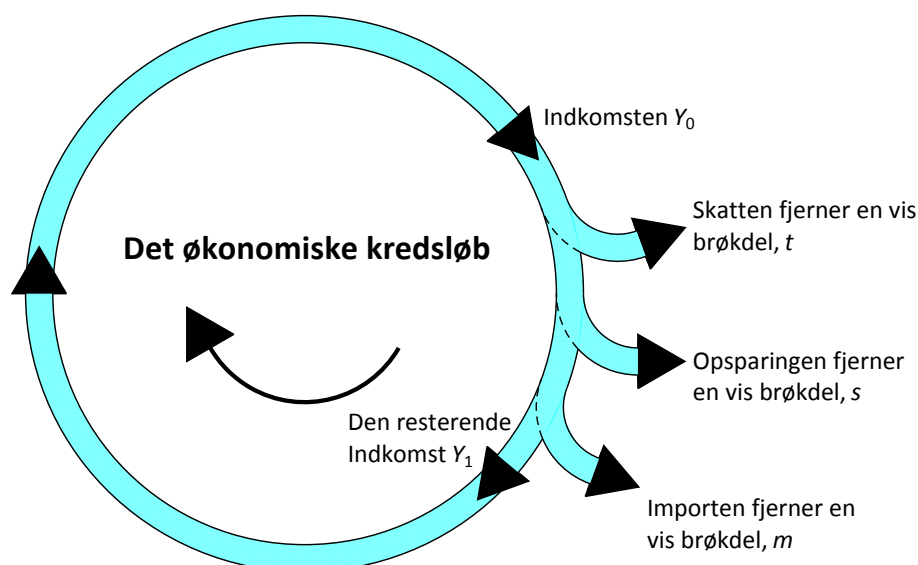 Indkomsten Y₀
Skatten fjerner en vis
brøkdel, t
Det økonomiske kredsløb
Opsparingen fjerner
en vis brøkdel, s
Den resterende
Indkomst Y₁
Importen fjerner en
vis brøkdel, m